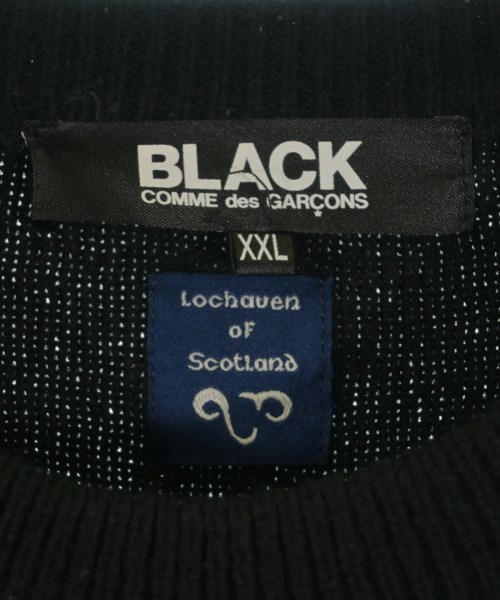 BLACK
COMME des GARÇONS
XXL
Lochaven
of
Scotland